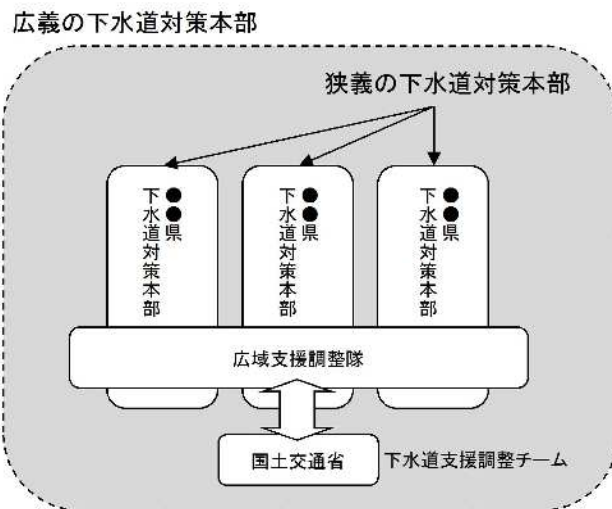 広義の下水道対策本部
狭義の下水道対策本部
●●県
下水道対策本部
●●県
下水道対策本部
●●県
下水道対策本部
広域支援調整隊
国土交通省
下水道支援調整チーム